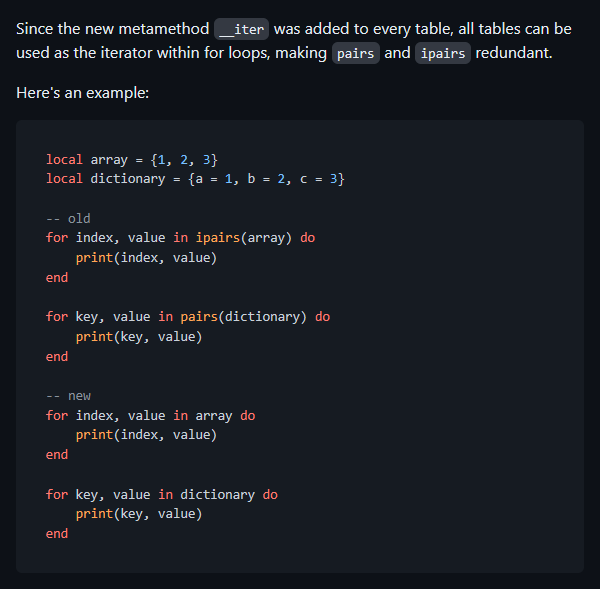 Since the new metamethod __iter was added to every table, all tables can be
used as the iterator within for loops, making pairs and ipairs redundant.
Here's an example:
local array = {1, 2, 3}
local dictionary = {a = 1, b = 2, c = 3}
-- old
for index, value in ipairs(array) do
    print(index, value)
end
for key, value in pairs(dictionary) do
    print(key, value)
end
-- new
for index, value in array do
    print(index, value)
end
for key, value in dictionary do
    print(key, value)
end